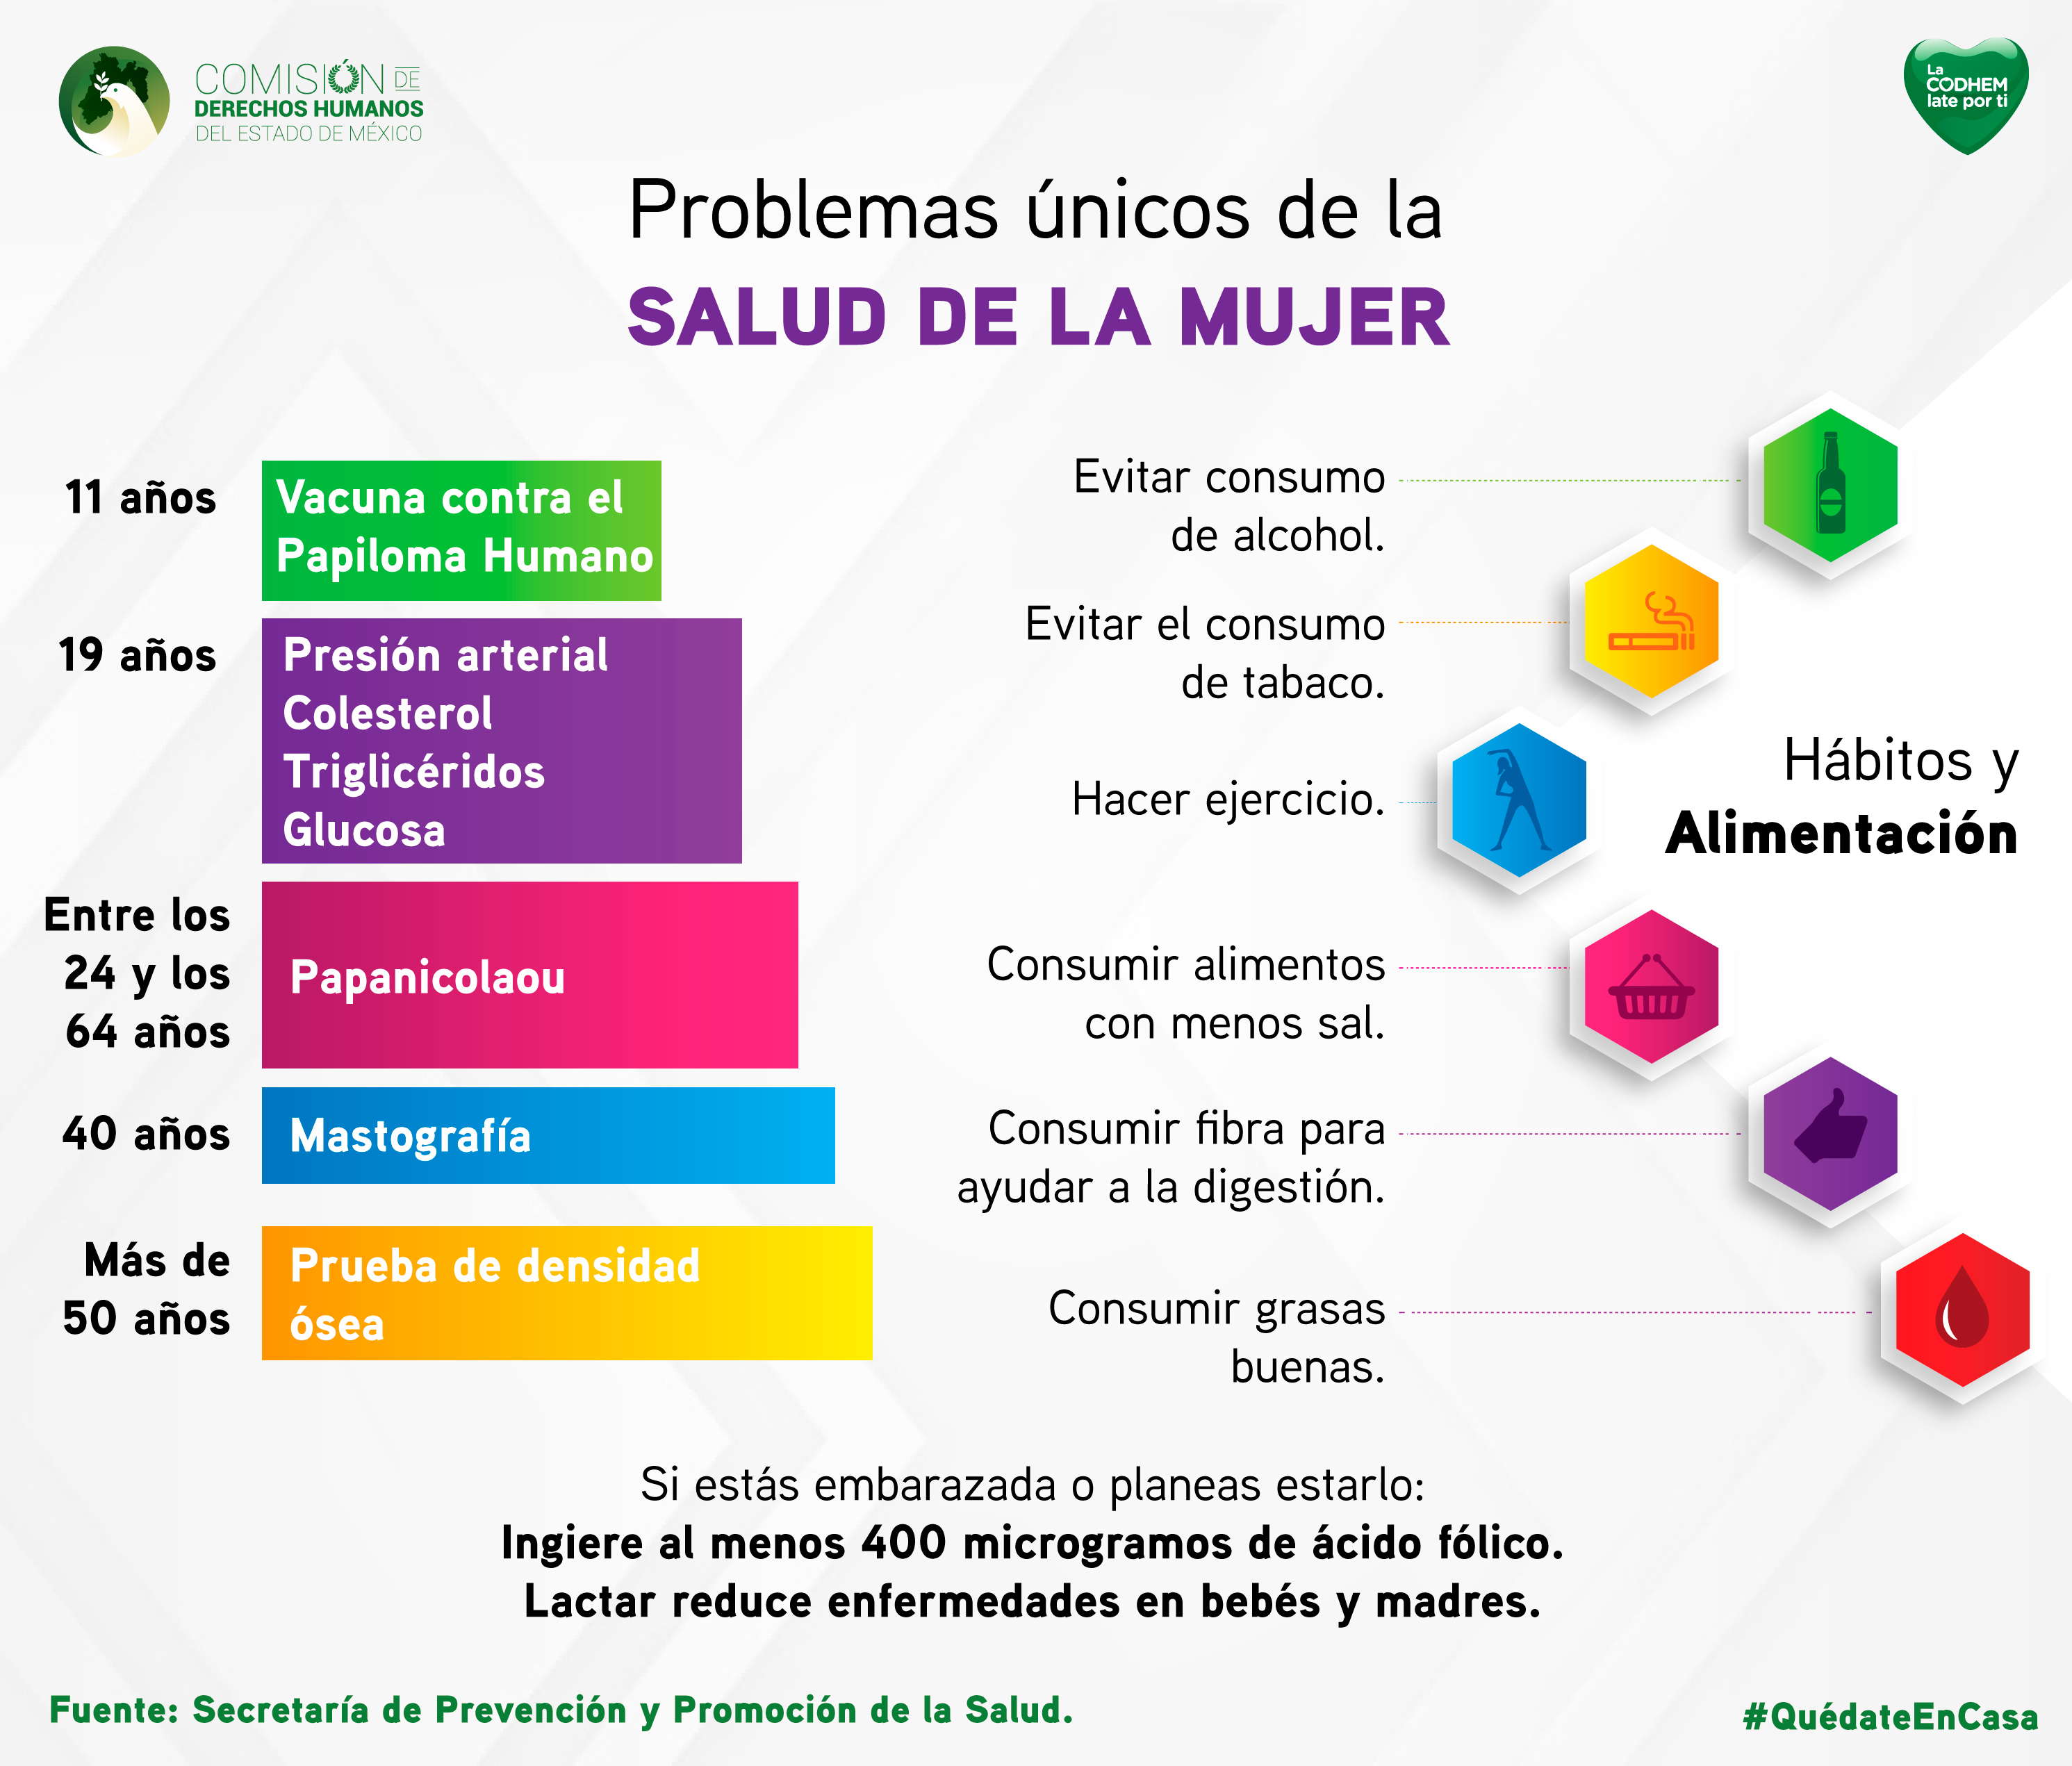 COMISIÓN DE
DERECHOS HUMANOS
DEL ESTADO DE MÉXICO
La
CODHEM
late por ti
Problemas únicos de la
SALUD DE LA MUJER
11 años
Vacuna contra el
Papiloma Humano
19 años
Presión arterial
Colesterol
Triglicéridos
Glucosa
Entre los
24 y los
64 años
Papanicolaou
40 años
Mastografía
Más de
50 años
Prueba de densidad
ósea
Evitar consumo
de alcohol.
Evitar el consumo
de tabaco.
Hacer ejercicio.
Consumir alimentos
con menos sal.
Consumir fibra para
ayudar a la digestión.
Consumir grasas
buenas.
Hábitos y
Alimentación
Si estás embarazada o planeas estarlo:
Ingiere al menos 400 microgramos de ácido fólico.
Lactar reduce enfermedades en bebés y madres.
Fuente: Secretaría de Prevención y Promoción de la Salud.
#QuédateEnCasa